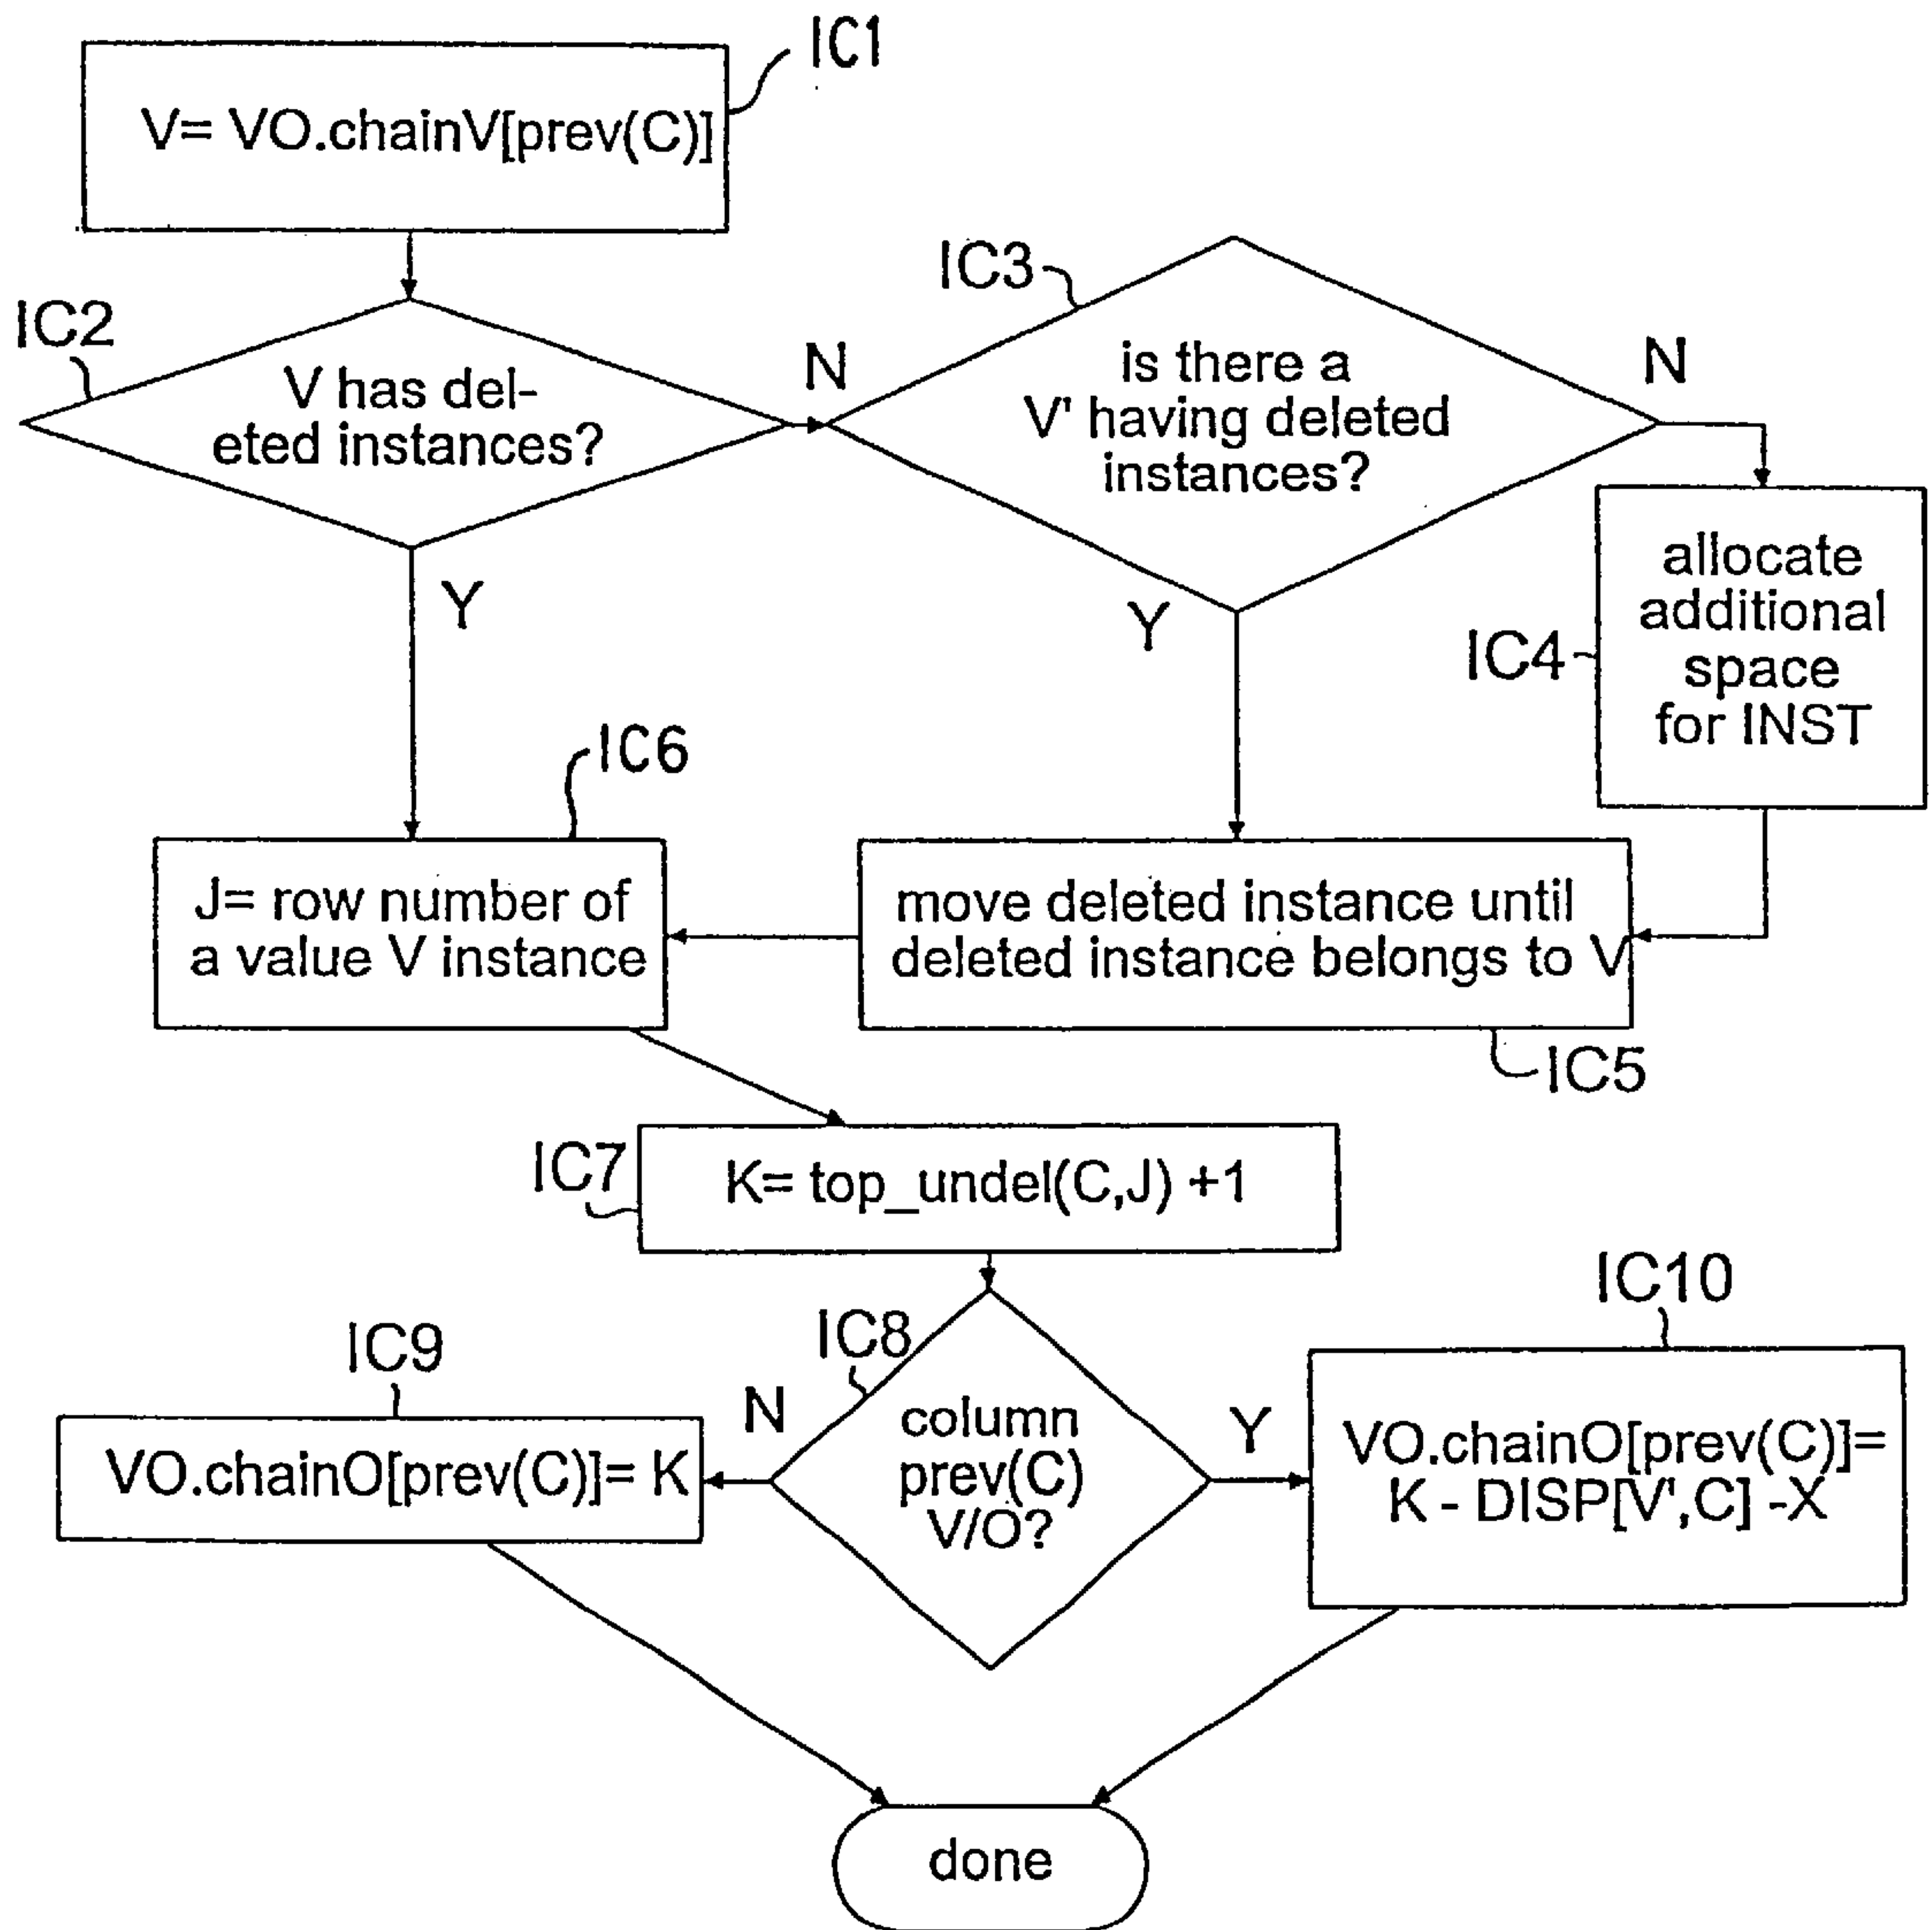 IC1
V= VO.chainV[prev(C)]
IC2
V has del-
eted instances?
N
Y
IC3
is there a
V' having deleted
instances?
N
Y
IC4
allocate
additional
space
for INST
IC6
J= row number of
a value V instance
move deleted instance until
deleted instance belongs to V
IC5
IC7
K= top_undel(C,J) +1
IC8
column
prev(C)
V/O?
N
Y
IC9
VO.chainO[prev(C)]= K
IC10
VO.chainO[prev(C)]=
K - DISP[V',C] -X
done